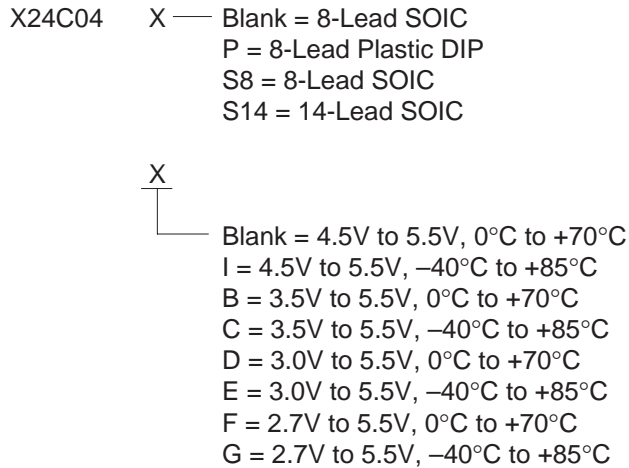 X24C04 X Blank = 8-Lead SOIC
P = 8-Lead Plastic DIP
S8 = 8-Lead SOIC
S14 = 14-Lead SOIC
X
Blank = 4.5V to 5.5V, 0°C to +70°C
I = 4.5V to 5.5V, –40°C to +85°C
B = 3.5V to 5.5V, 0°C to +70°C
C = 3.5V to 5.5V, –40°C to +85°C
D = 3.0V to 5.5V, 0°C to +70°C
E = 3.0V to 5.5V, –40°C to +85°C
F = 2.7V to 5.5V, 0°C to +70°C
G = 2.7V to 5.5V, –40°C to +85°C